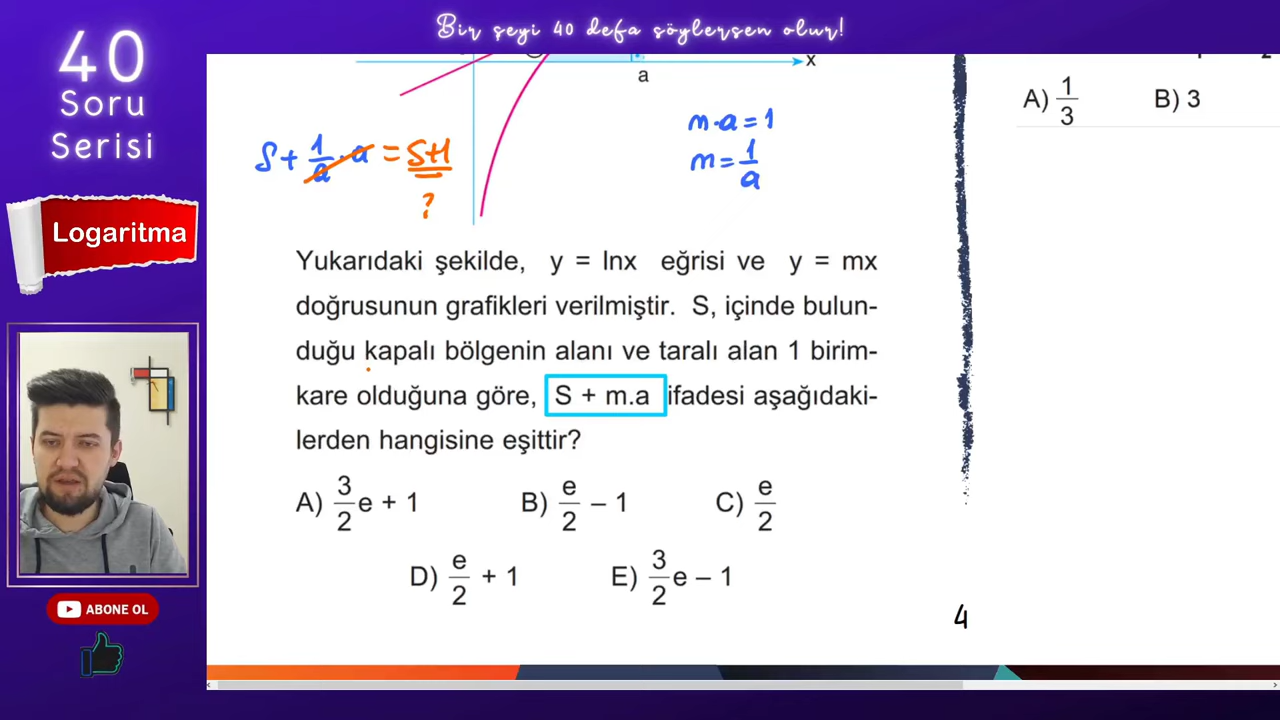 Bir şeyi 40 defa söylersen olur!
40
Soru
Serisi
Logaritma
ABONE OL
x
a
m.a = 1
m = 1/a
S + 1/a . a = S+1
?
Yukarıdaki şekilde, y = lnx eğrisi ve y = mx
doğrusunun grafikleri verilmiştir. S, içinde bulun-
duğu kapalı bölgenin alanı ve taralı alan 1 birim-
kare olduğuna göre, S + m.a ifadesi aşağıdaki-
lerden hangisine eşittir?
A) 3/2 e + 1 B) e/2 – 1 C) e/2
D) e/2 + 1 E) 3/2 e – 1
A) 1/3 B) 3
4